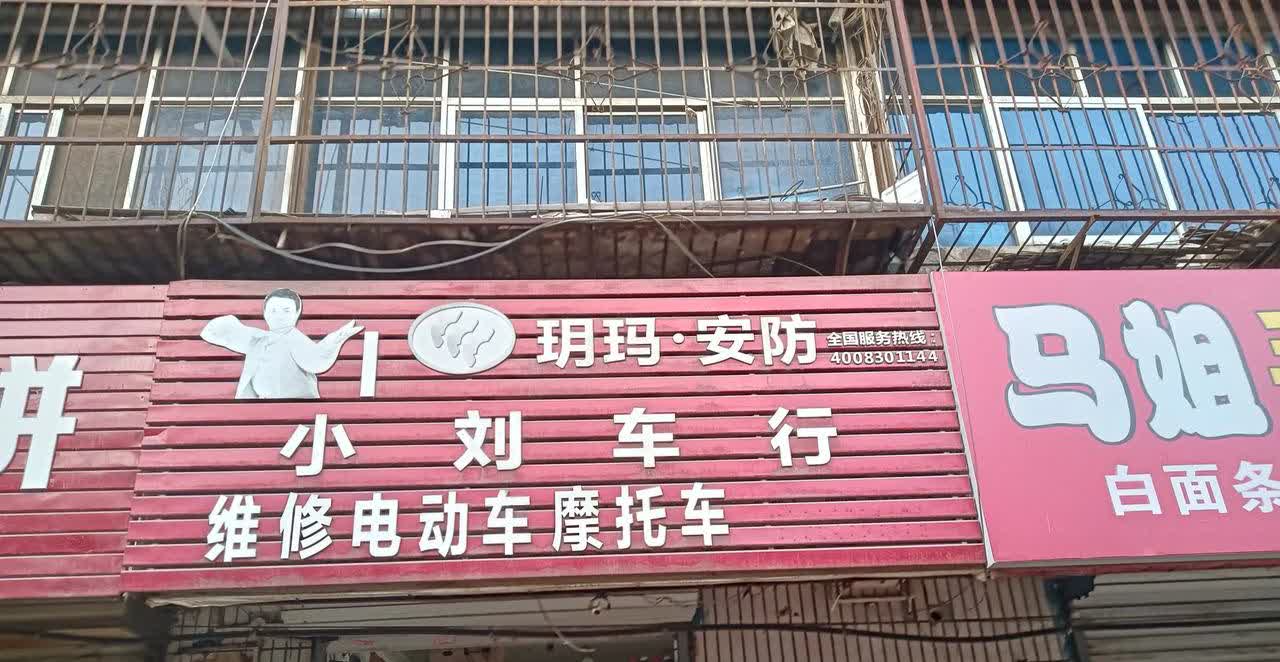 饼
玥玛·安防
全国服务热线:
4008301144
小刘车行
维修电动车摩托车
马姐
白面条